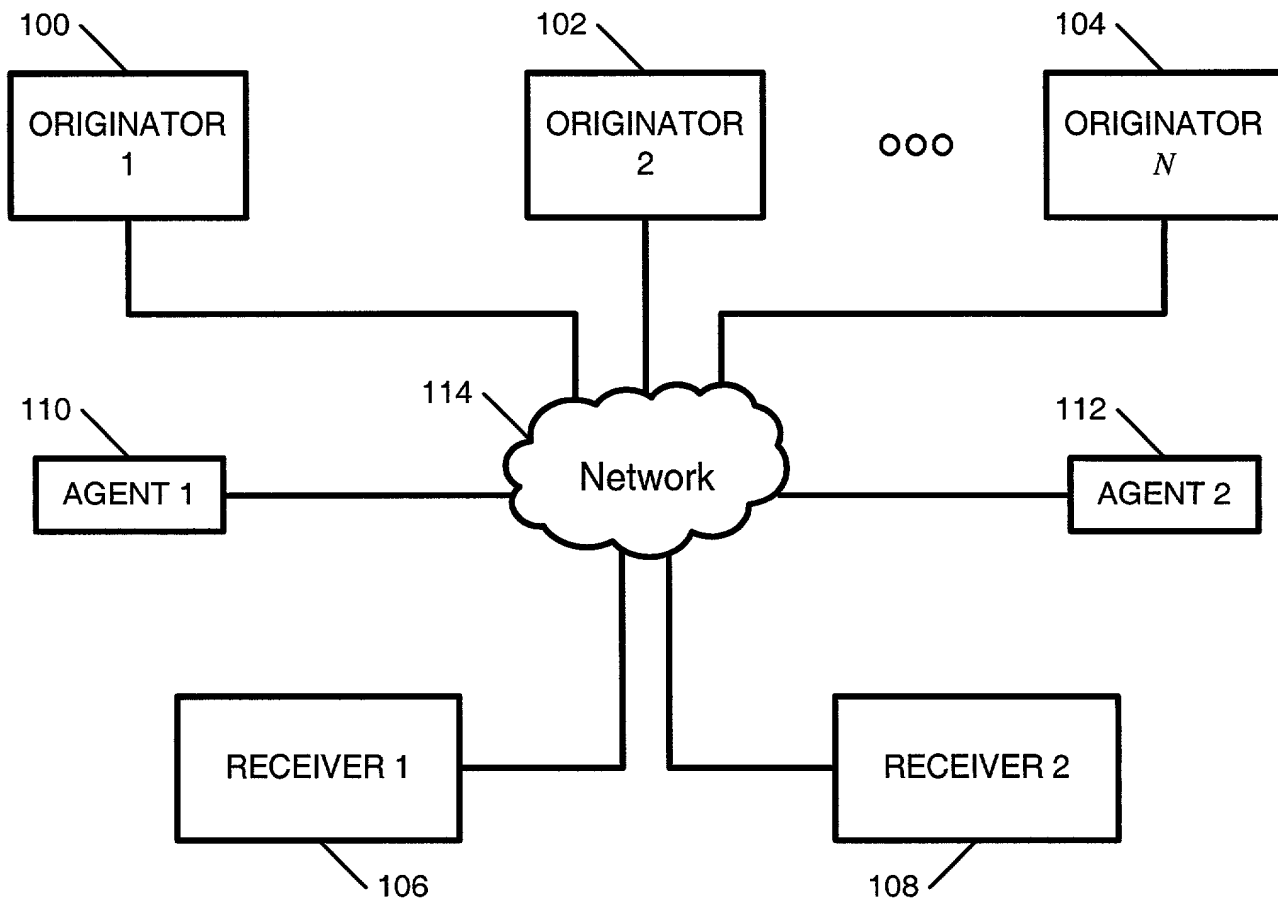 100
102
104
ORIGINATOR
1
ORIGINATOR
2
ORIGINATOR
N
110
114
112
AGENT 1
Network
AGENT 2
RECEIVER 1
RECEIVER 2
106
108